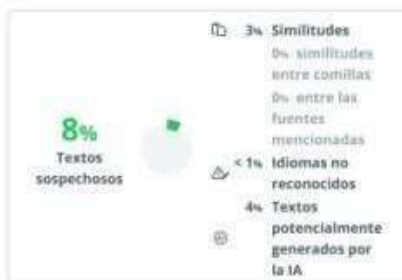 8%
Textos
sospechosos
3% Similitudes
0% similitudes
entre comillas
0% entre las
fuentes
mencionadas
< 1% Idiomas no
reconocidos
4% Textos
potencialmente
generados por
la IA